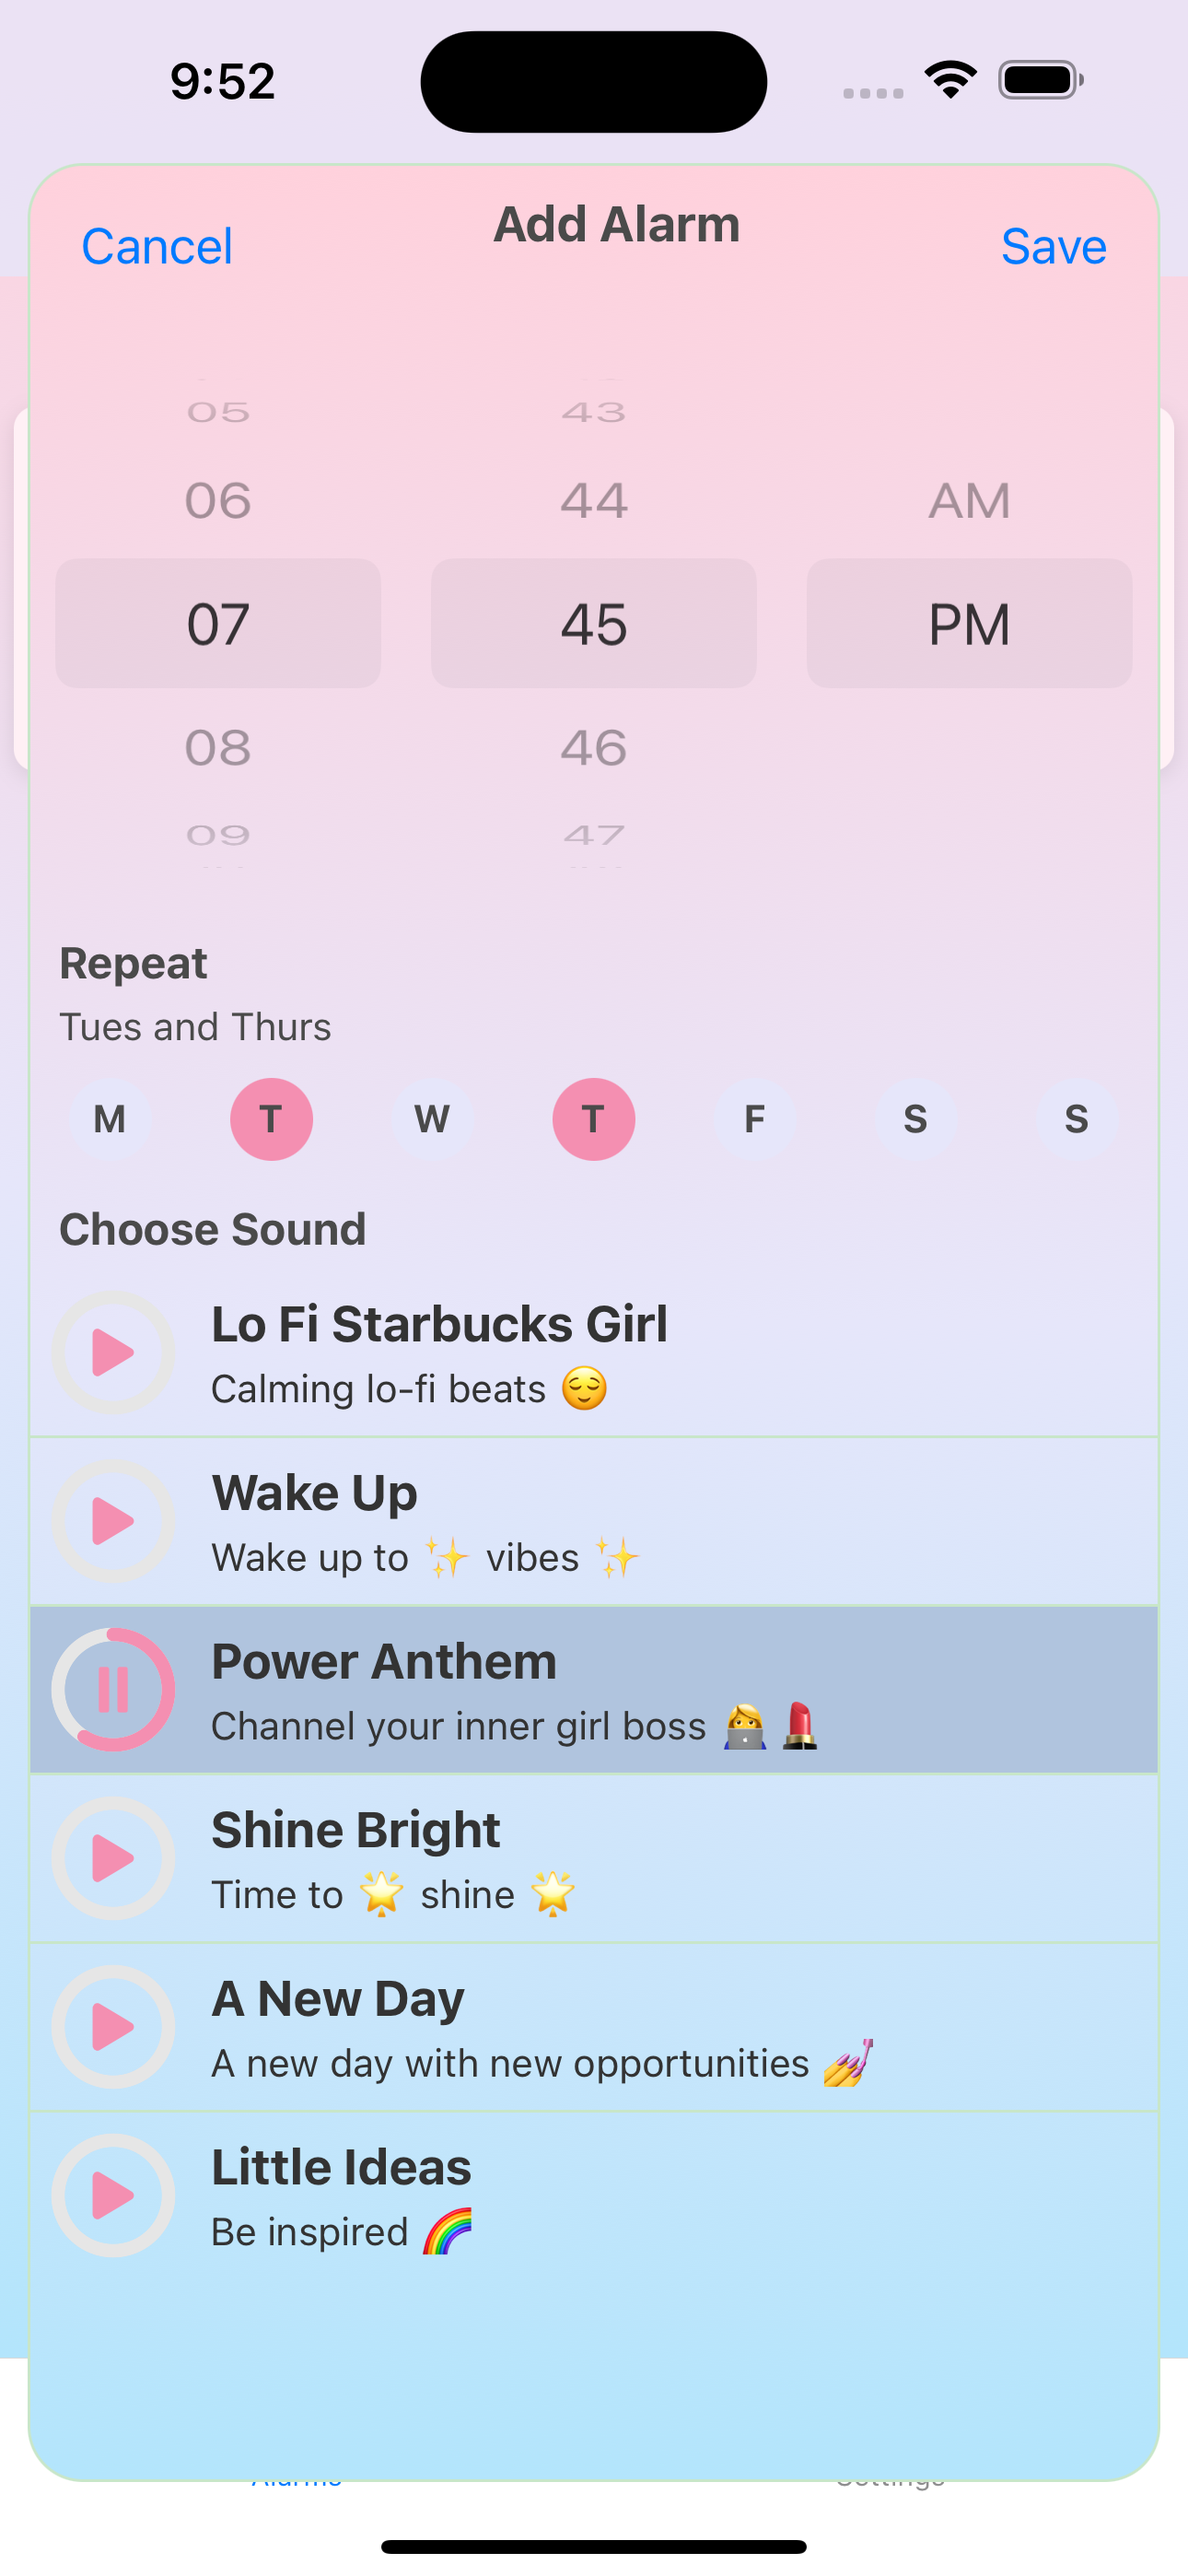 9:52
Cancel
Add Alarm
Save
05 43
06 44 AM
07 45 PM
08 46
09 47
Repeat
Tues and Thurs
M T W T F S S
Choose Sound
Lo Fi Starbucks Girl
Calming lo-fi beats 😌
Wake Up
Wake up to ✨ vibes ✨
Power Anthem
Channel your inner girl boss 👩‍💻 💄
Shine Bright
Time to 🌟 shine 🌟
A New Day
A new day with new opportunities 💅
Little Ideas
Be inspired 🌈
Alarms Settings